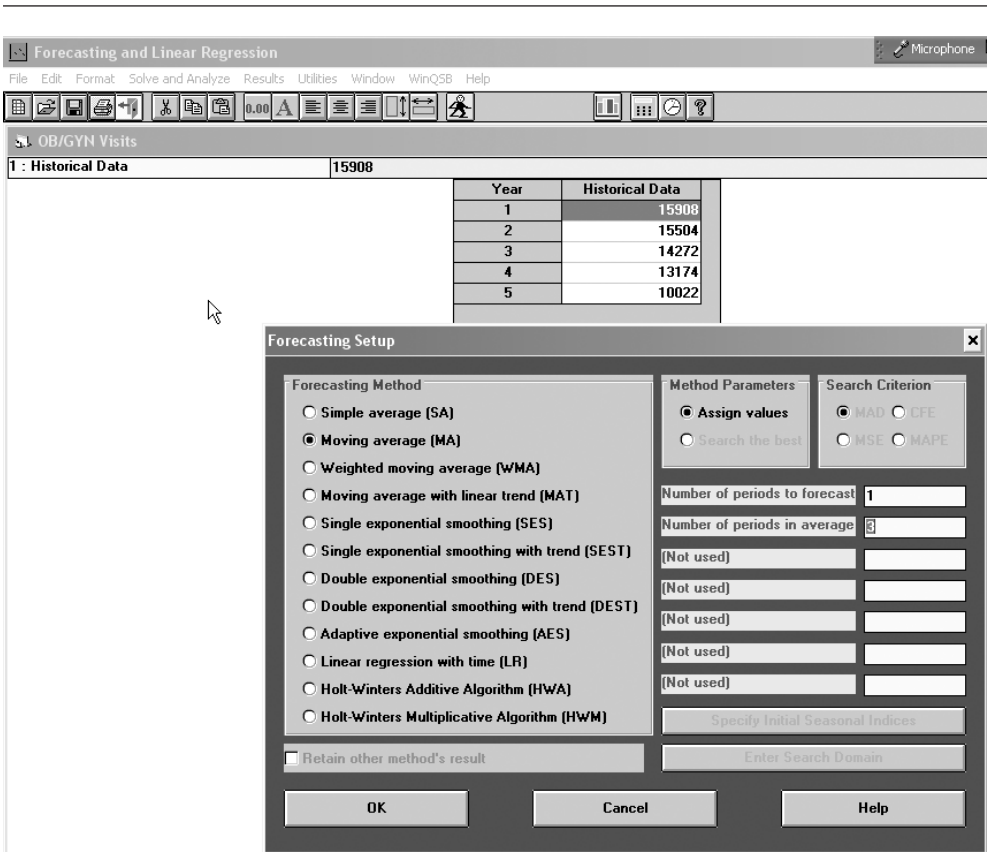 Forecasting and Linear Regression
Microphone
File Edit Format Solve and Analyze Results Utilities Window WinQSB Help
0.00 A
OB/GYN Visits
1 : Historical Data 15908
Year Historical Data
1 15908
2 15504
3 14272
4 13174
5 10022
Forecasting Setup
Forecasting Method
Simple average (SA)
Moving average (MA)
Weighted moving average (WMA)
Moving average with linear trend (MAT)
Single exponential smoothing (SES)
Single exponential smoothing with trend (SEST)
Double exponential smoothing (DES)
Double exponential smoothing with trend (DEST)
Adaptive exponential smoothing (AES)
Linear regression with time (LR)
Holt-Winters Additive Algorithm (HWA)
Holt-Winters Multiplicative Algorithm (HWM)
Retain other method's result
Method Parameters
Assign values
Search the best
Search Criterion
MAD CFE
MSE MAPE
Number of periods to forecast 1
Number of periods in average 3
(Not used)
(Not used)
(Not used)
(Not used)
(Not used)
Specify Initial Seasonal Indices
Enter Search Domain
OK Cancel Help